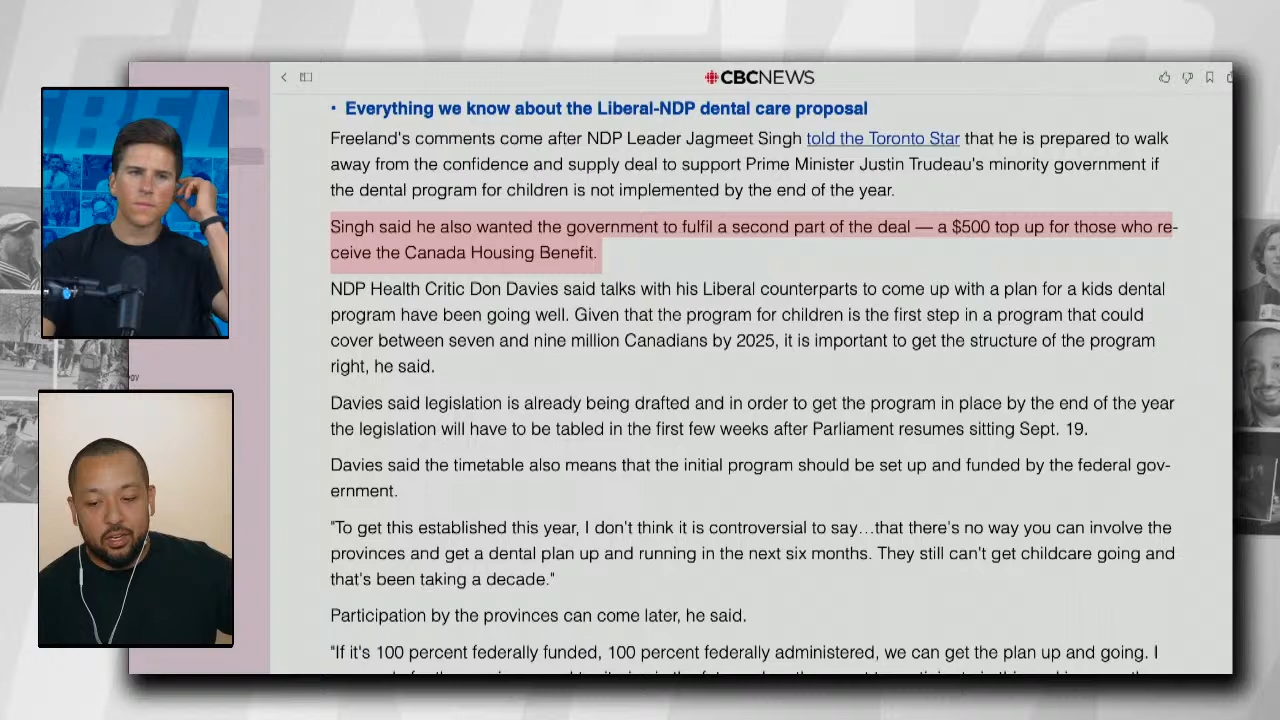 CBCNEWS
• Everything we know about the Liberal-NDP dental care proposal
Freeland's comments come after NDP Leader Jagmeet Singh told the Toronto Star that he is prepared to walk
away from the confidence and supply deal to support Prime Minister Justin Trudeau's minority government if
the dental program for children is not implemented by the end of the year.
Singh said he also wanted the government to fulfil a second part of the deal — a $500 top up for those who re-
ceive the Canada Housing Benefit.
NDP Health Critic Don Davies said talks with his Liberal counterparts to come up with a plan for a kids dental
program have been going well. Given that the program for children is the first step in a program that could
cover between seven and nine million Canadians by 2025, it is important to get the structure of the program
right, he said.
Davies said legislation is already being drafted and in order to get the program in place by the end of the year
the legislation will have to be tabled in the first few weeks after Parliament resumes sitting Sept. 19.
Davies said the timetable also means that the initial program should be set up and funded by the federal gov-
ernment.
"To get this established this year, I don't think it is controversial to say…that there's no way you can involve the
provinces and get a dental plan up and running in the next six months. They still can't get childcare going and
that's been taking a decade."
Participation by the provinces can come later, he said.
"If it's 100 percent federally funded, 100 percent federally administered, we can get the plan up and going. I